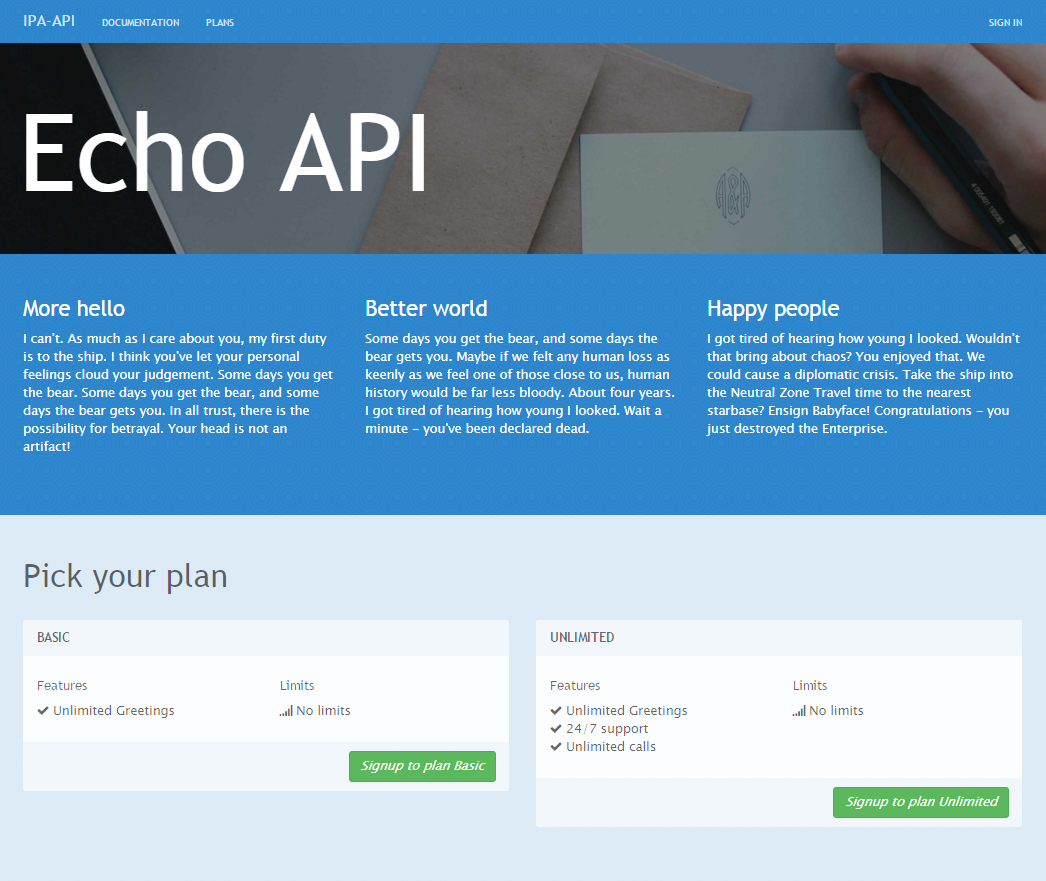 IPA-API DOCUMENTATION PLANS SIGN IN
Echo API
A&A
4 005401 190081
More hello
I can't. As much as I care about you, my first duty
is to the ship. I think you've let your personal
feelings cloud your judgement. Some days you get
the bear. Some days you get the bear, and some
days the bear gets you. In all trust, there is the
possibility for betrayal. Your head is not an
artifact!
Better world
Some days you get the bear, and some days the
bear gets you. Maybe if we felt any human loss as
keenly as we feel one of those close to us, human
history would be far less bloody. About four years.
I got tired of hearing how young I looked. Wait a
minute – you've been declared dead.
Happy people
I got tired of hearing how young I looked. Wouldn't
that bring about chaos? You enjoyed that. We
could cause a diplomatic crisis. Take the ship into
the Neutral Zone Travel time to the nearest
starbase? Ensign Babyface! Congratulations – you
just destroyed the Enterprise.
Pick your plan
BASIC
Features
Unlimited Greetings
Limits
No limits
Signup to plan Basic
UNLIMITED
Features
Unlimited Greetings
24/7 support
Unlimited calls
Limits
No limits
Signup to plan Unlimited